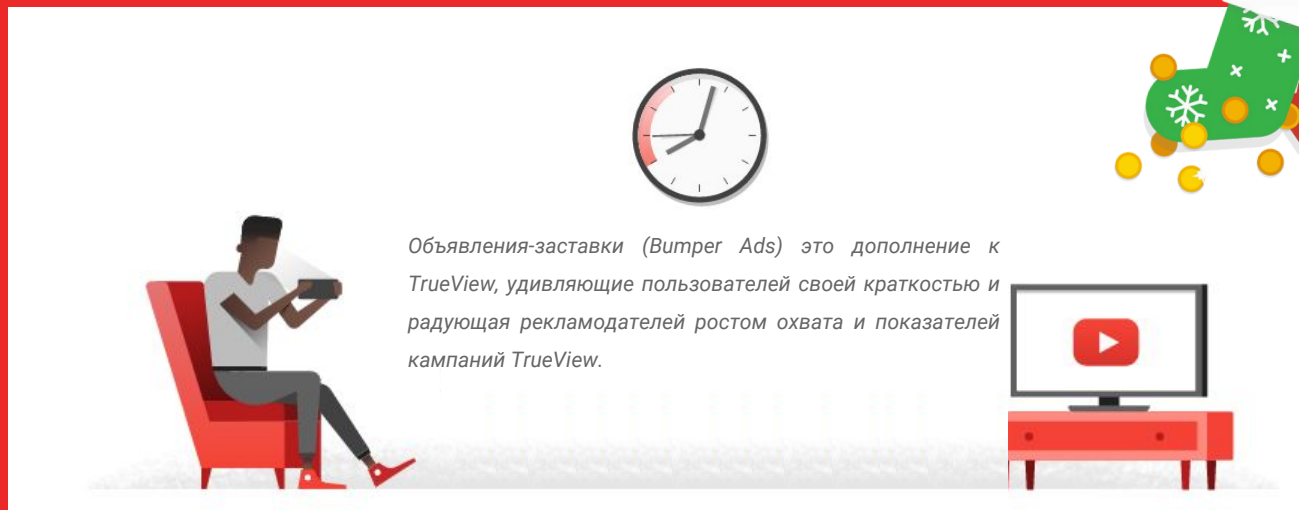 Объявления-заставки (Bumper Ads) это дополнение к
TrueView, удивляющие пользователей своей краткостью и
радующая рекламодателей ростом охвата и показателей
кампаний TrueView.